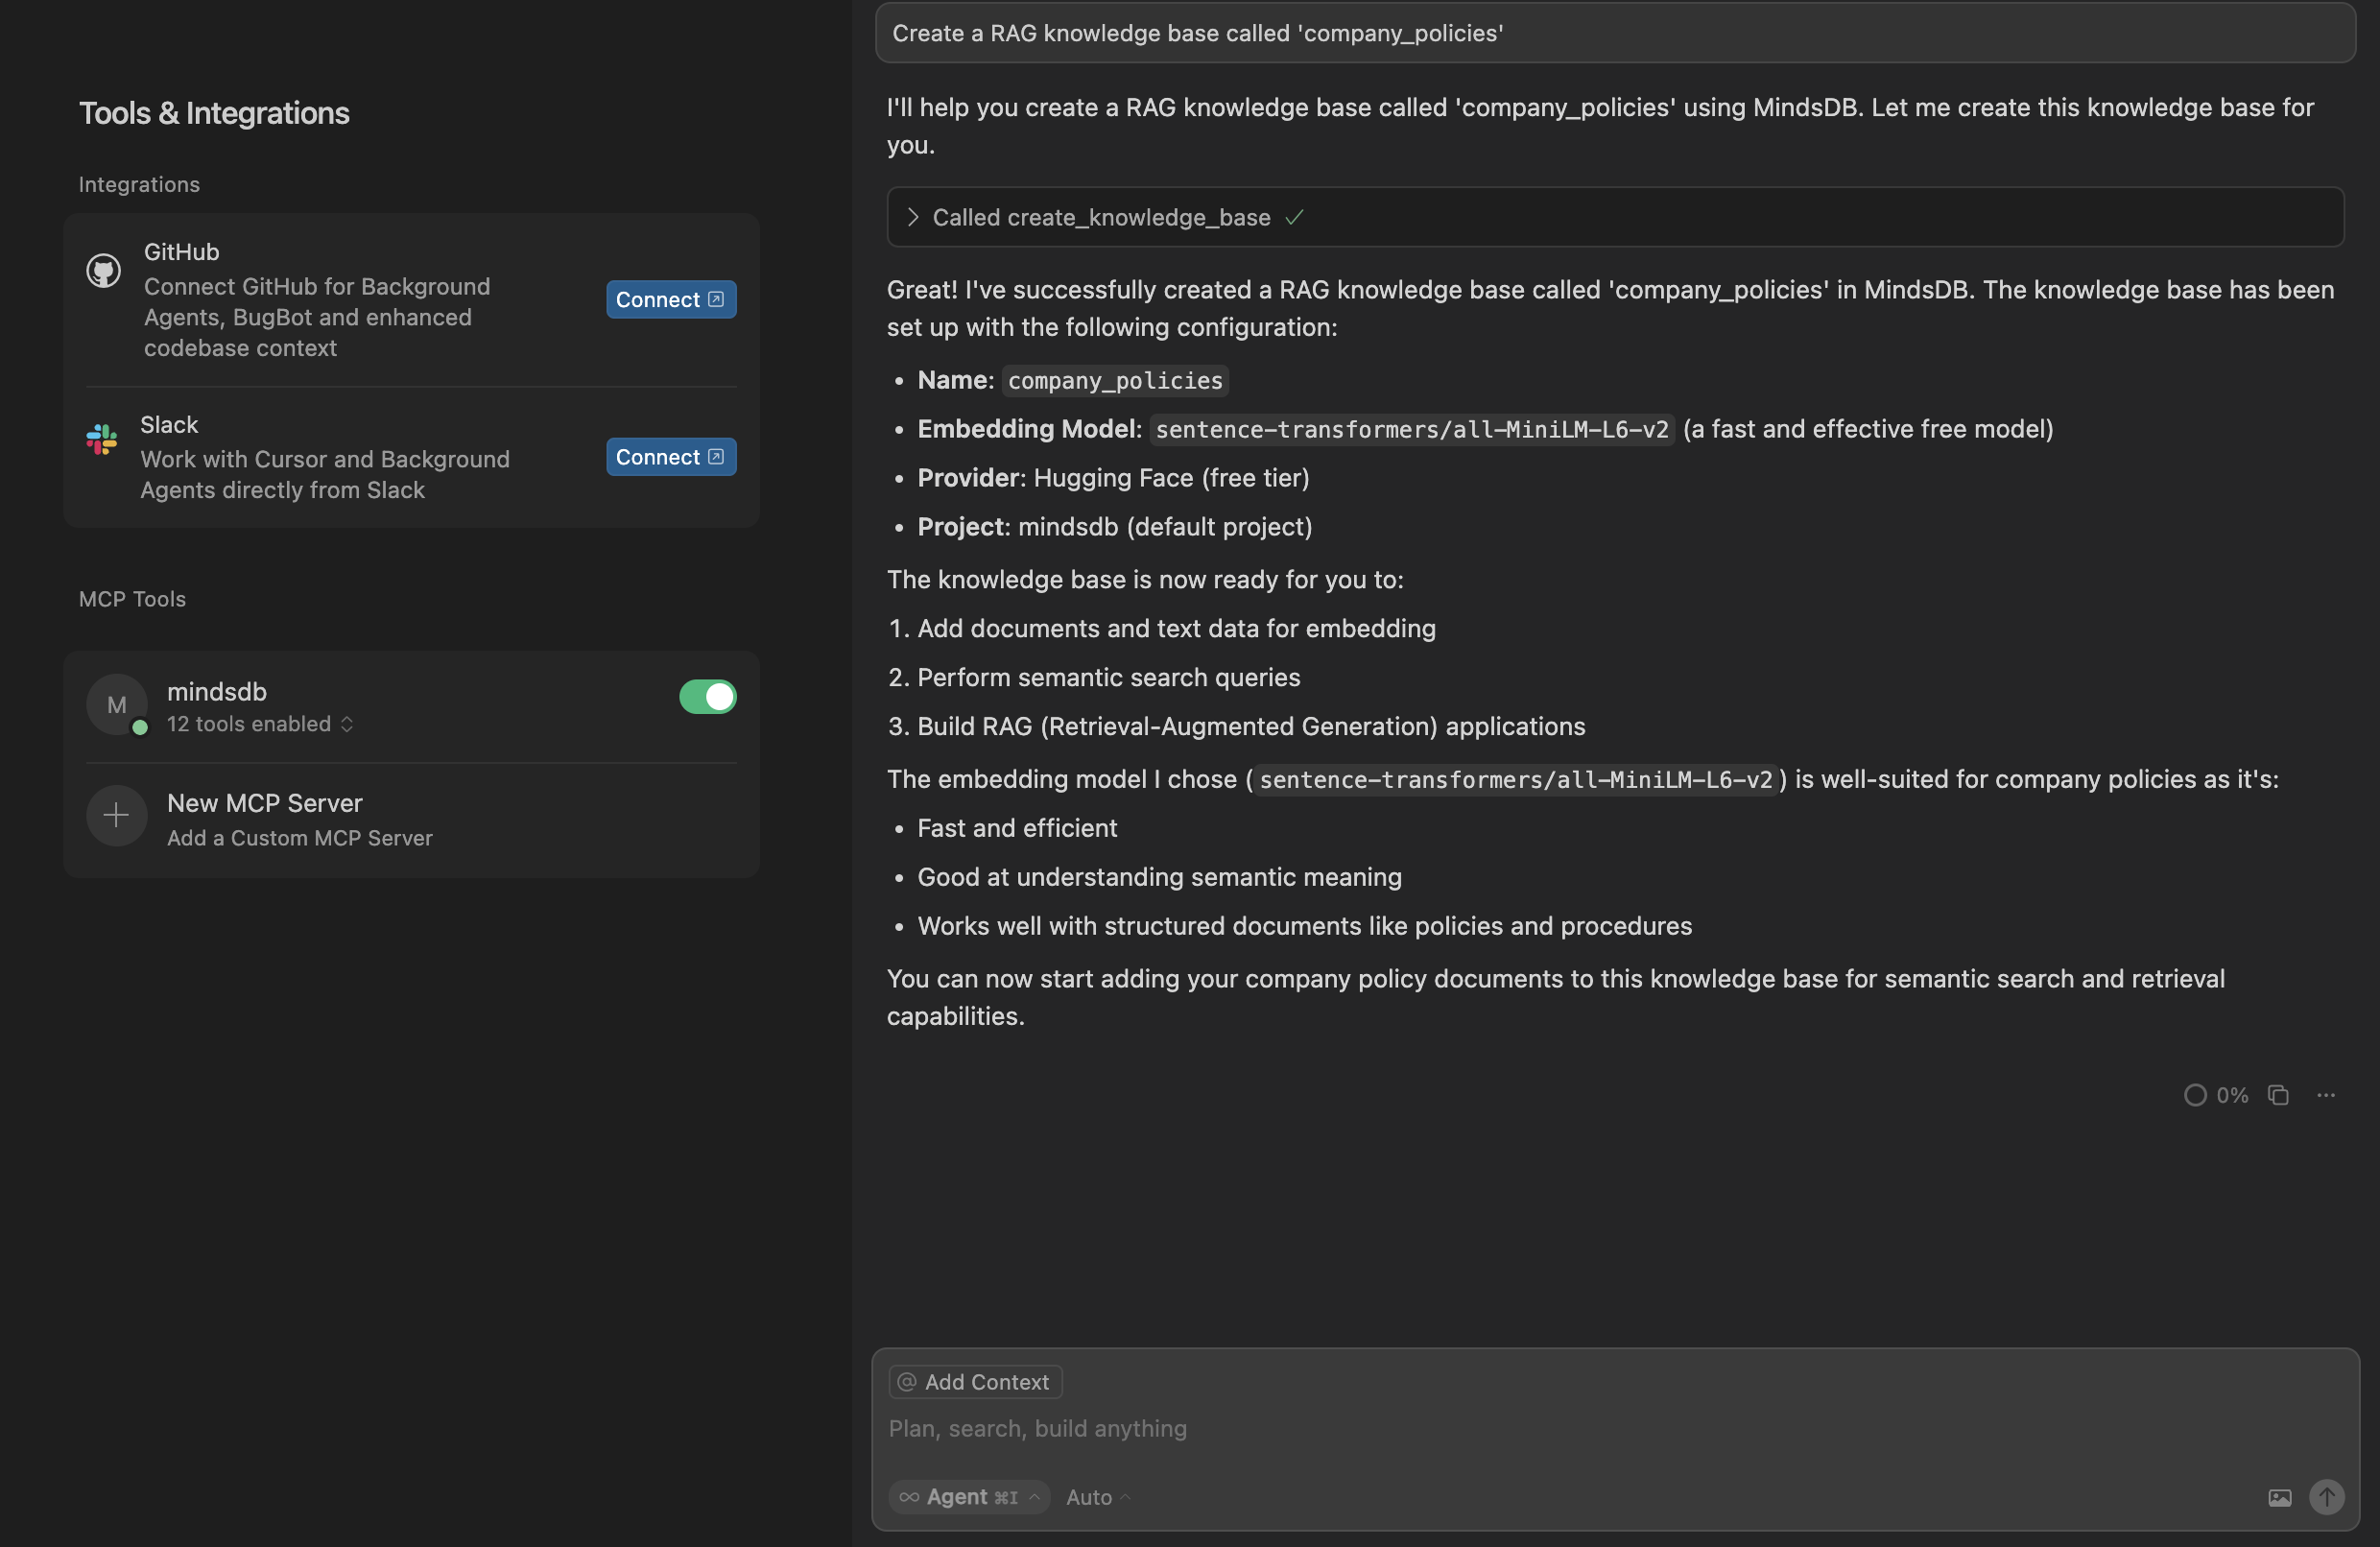 Tools & Integrations
Integrations
GitHub
Connect GitHub for Background
Agents, BugBot and enhanced
codebase context
Connect
Slack
Work with Cursor and Background
Agents directly from Slack
Connect
MCP Tools
M
mindsdb
12 tools enabled
New MCP Server
Add a Custom MCP Server
Create a RAG knowledge base called 'company_policies'
I'll help you create a RAG knowledge base called 'company_policies' using MindsDB. Let me create this knowledge base for
you.
Called create_knowledge_base ✓
Great! I've successfully created a RAG knowledge base called 'company_policies' in MindsDB. The knowledge base has been
set up with the following configuration:
• Name: company_policies
• Embedding Model: sentence-transformers/all-MiniLM-L6-v2 (a fast and effective free model)
• Provider: Hugging Face (free tier)
• Project: mindsdb (default project)
The knowledge base is now ready for you to:
1. Add documents and text data for embedding
2. Perform semantic search queries
3. Build RAG (Retrieval-Augmented Generation) applications
The embedding model I chose (sentence-transformers/all-MiniLM-L6-v2) is well-suited for company policies as it's:
• Fast and efficient
• Good at understanding semantic meaning
• Works well with structured documents like policies and procedures
You can now start adding your company policy documents to this knowledge base for semantic search and retrieval
capabilities.
0%
@ Add Context
Plan, search, build anything
∞ Agent ⌘I Auto